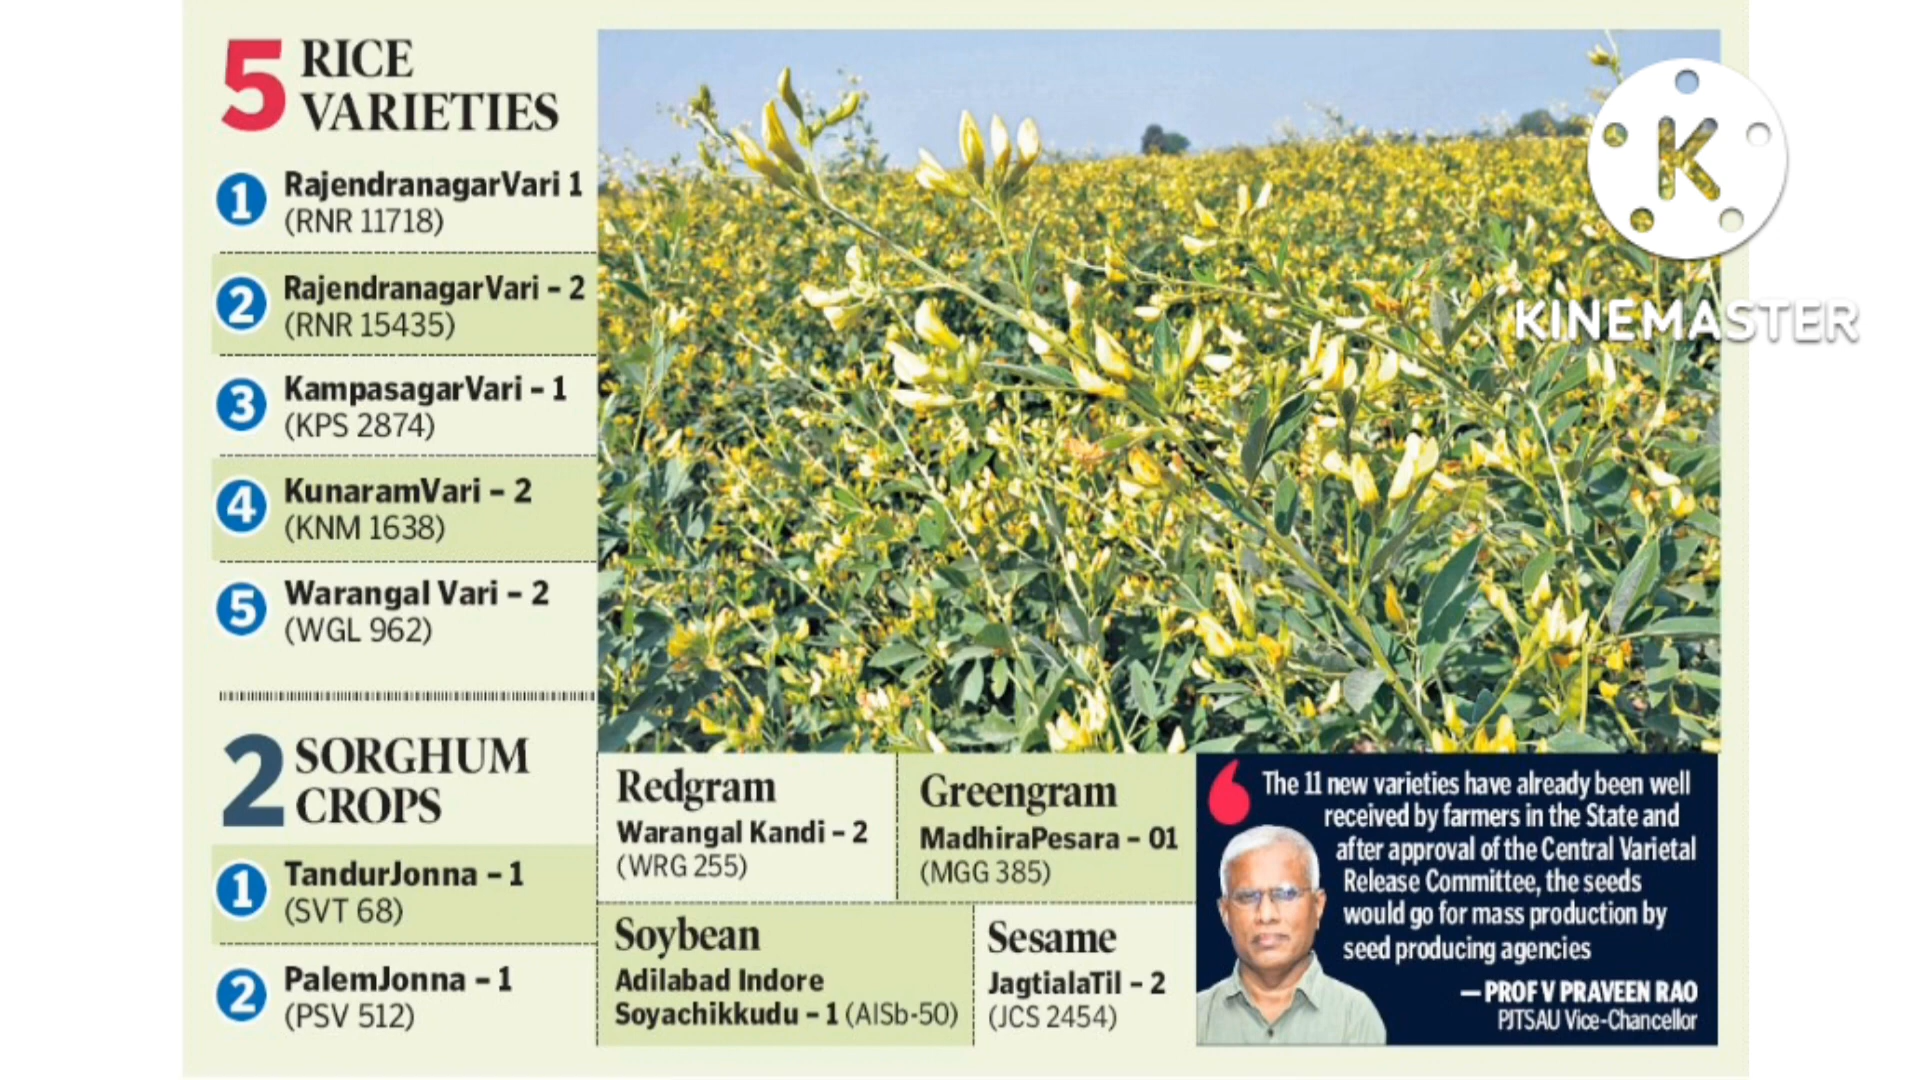 5 RICE
VARIETIES
1 RajendranagarVari 1
(RNR 11718)
2 RajendranagarVari – 2
(RNR 15435)
3 KampasagarVari – 1
(KPS 2874)
4 KunaramVari – 2
(KNM 1638)
5 Warangal Vari – 2
(WGL 962)
2 SORGHUM
CROPS
1 TandurJonna – 1
(SVT 68)
2 PalemJonna – 1
(PSV 512)
Redgram
Warangal Kandi – 2
(WRG 255)
Greengram
MadhiraPesara – 01
(MGG 385)
Soybean
Adilabad Indore
Soyachikkudu – 1 (AISb-50)
Sesame
JagtialaTil – 2
(JCS 2454)
The 11 new varieties have already been well
received by farmers in the State and
after approval of the Central Varietal
Release Committee, the seeds
would go for mass production by
seed producing agencies
— PROF V PRAVEEN RAO
PJTSAU Vice-Chancellor
K
KINEMASTER